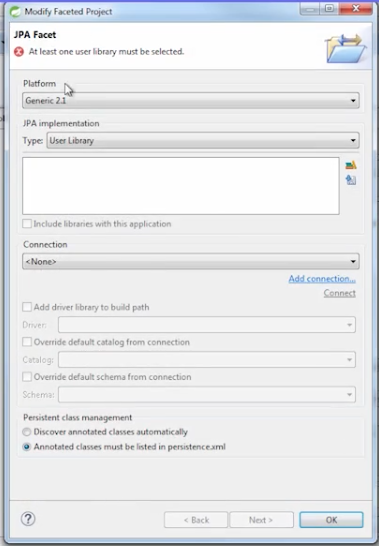 Modify Faceted Project
JPA Facet
At least one user library must be selected.
Platform
Generic 2.1
JPA implementation
Type: User Library
Include libraries with this application
Connection
<None>
Add connection...
Connect
Add driver library to build path
Driver:
Override default catalog from connection
Catalog:
Override default schema from connection
Schema:
Persistent class management
Discover annotated classes automatically
Annotated classes must be listed in persistence.xml
? < Back Next > OK